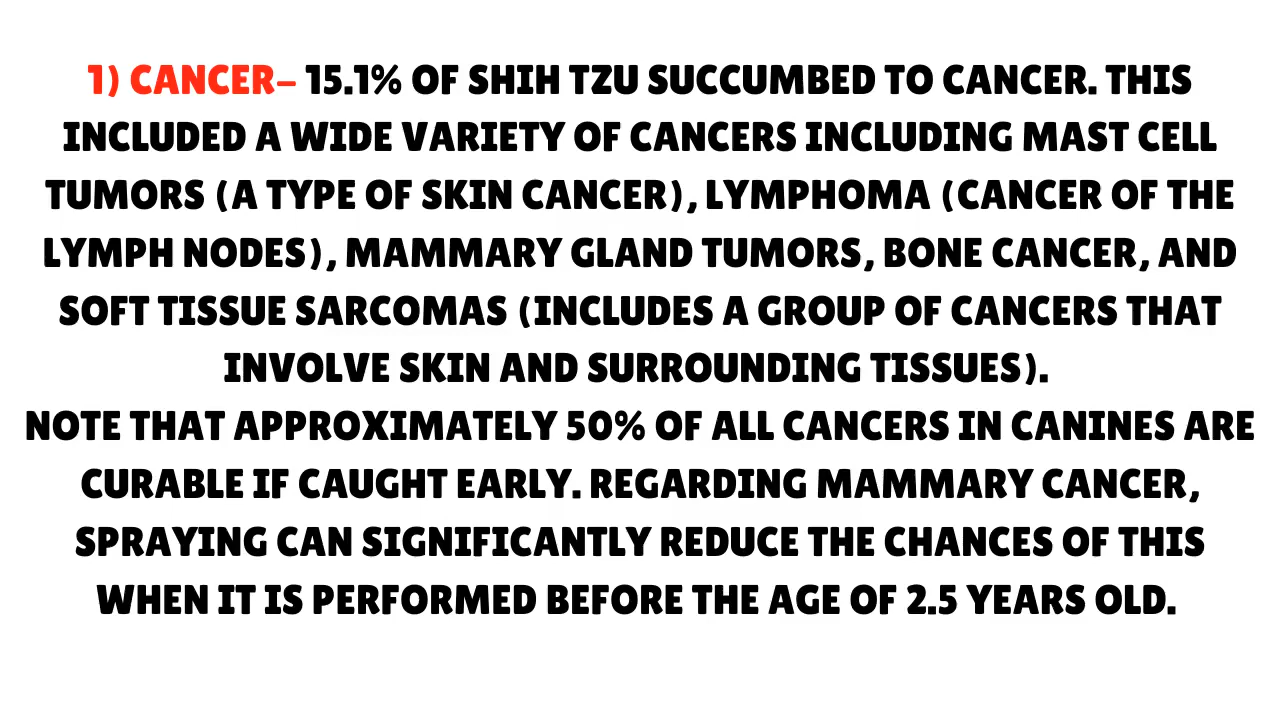 1) CANCER– 15.1% OF SHIH TZU SUCCUMBED TO CANCER. THIS
INCLUDED A WIDE VARIETY OF CANCERS INCLUDING MAST CELL
TUMORS (A TYPE OF SKIN CANCER), LYMPHOMA (CANCER OF THE
LYMPH NODES), MAMMARY GLAND TUMORS, BONE CANCER, AND
SOFT TISSUE SARCOMAS (INCLUDES A GROUP OF CANCERS THAT
INVOLVE SKIN AND SURROUNDING TISSUES).
NOTE THAT APPROXIMATELY 50% OF ALL CANCERS IN CANINES ARE
CURABLE IF CAUGHT EARLY. REGARDING MAMMARY CANCER,
SPRAYING CAN SIGNIFICANTLY REDUCE THE CHANCES OF THIS
WHEN IT IS PERFORMED BEFORE THE AGE OF 2.5 YEARS OLD.